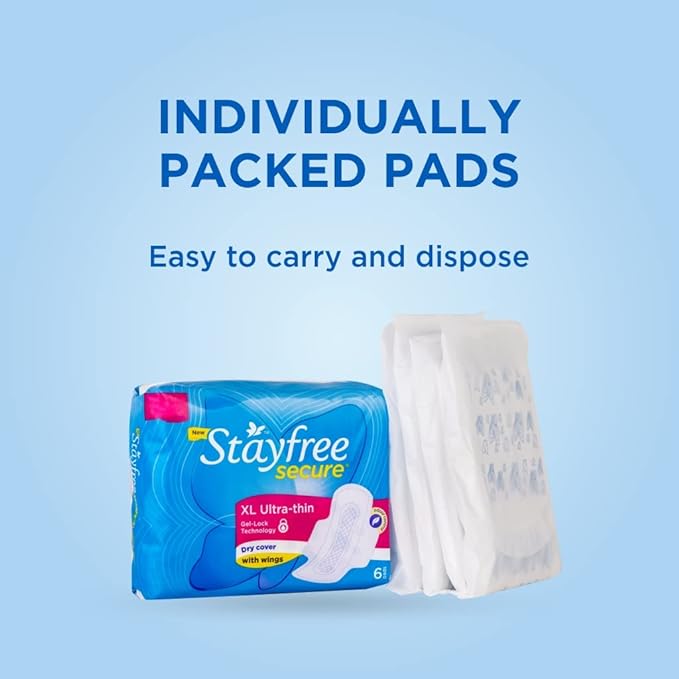 INDIVIDUALLY
PACKED PADS
Easy to carry and dispose
New
Stayfree
secure
XL Ultra-thin
Gel-Lock
Technology
Dry cover
with wings
6
PADS